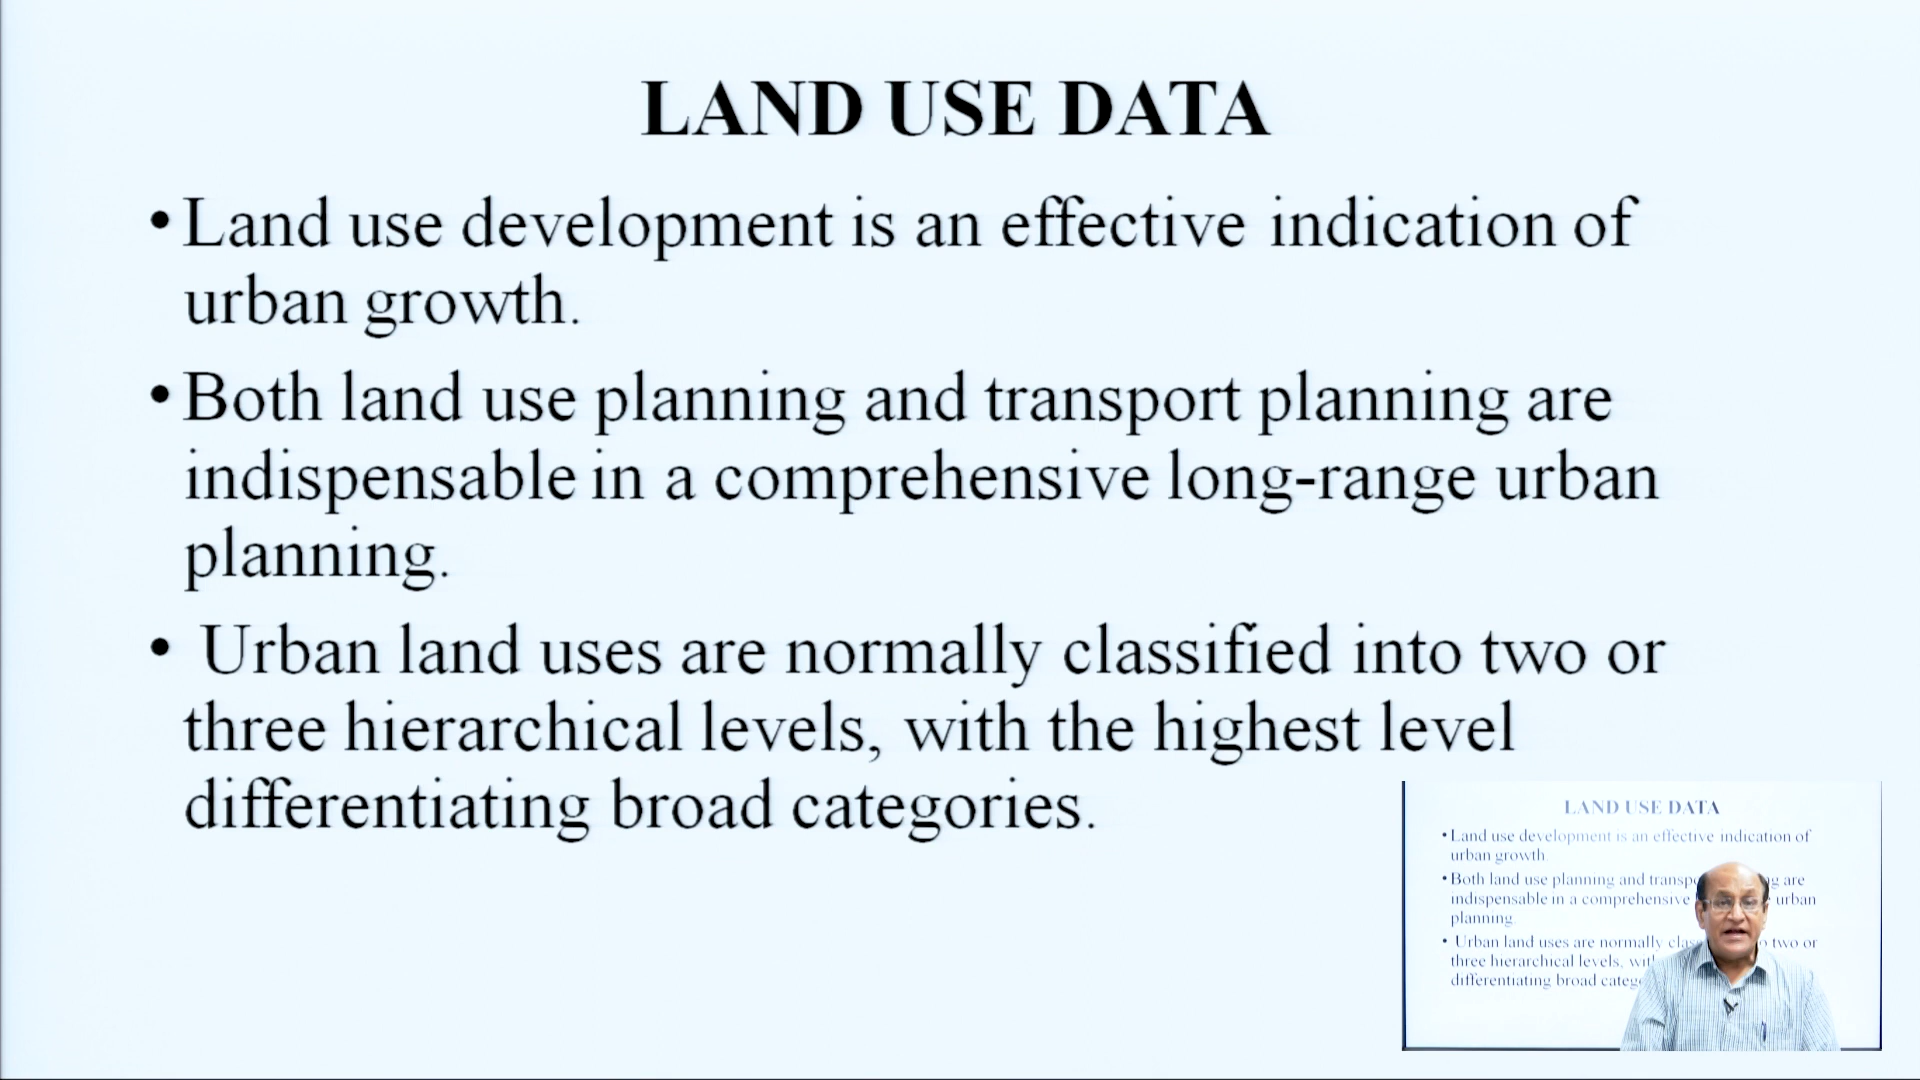 LAND USE DATA
•Land use development is an effective indication of
urban growth.
•Both land use planning and transport planning are
indispensable in a comprehensive long-range urban
planning.
• Urban land uses are normally classified into two or
three hierarchical levels, with the highest level
differentiating broad categories.
LAND USE DATA
•Land use development is an effective indication of
urban growth.
•Both land use planning and are
indispensable in a comprehensive urban
planning.
• Urban land uses are normally two or
three hierarchical levels,
differentiating broad